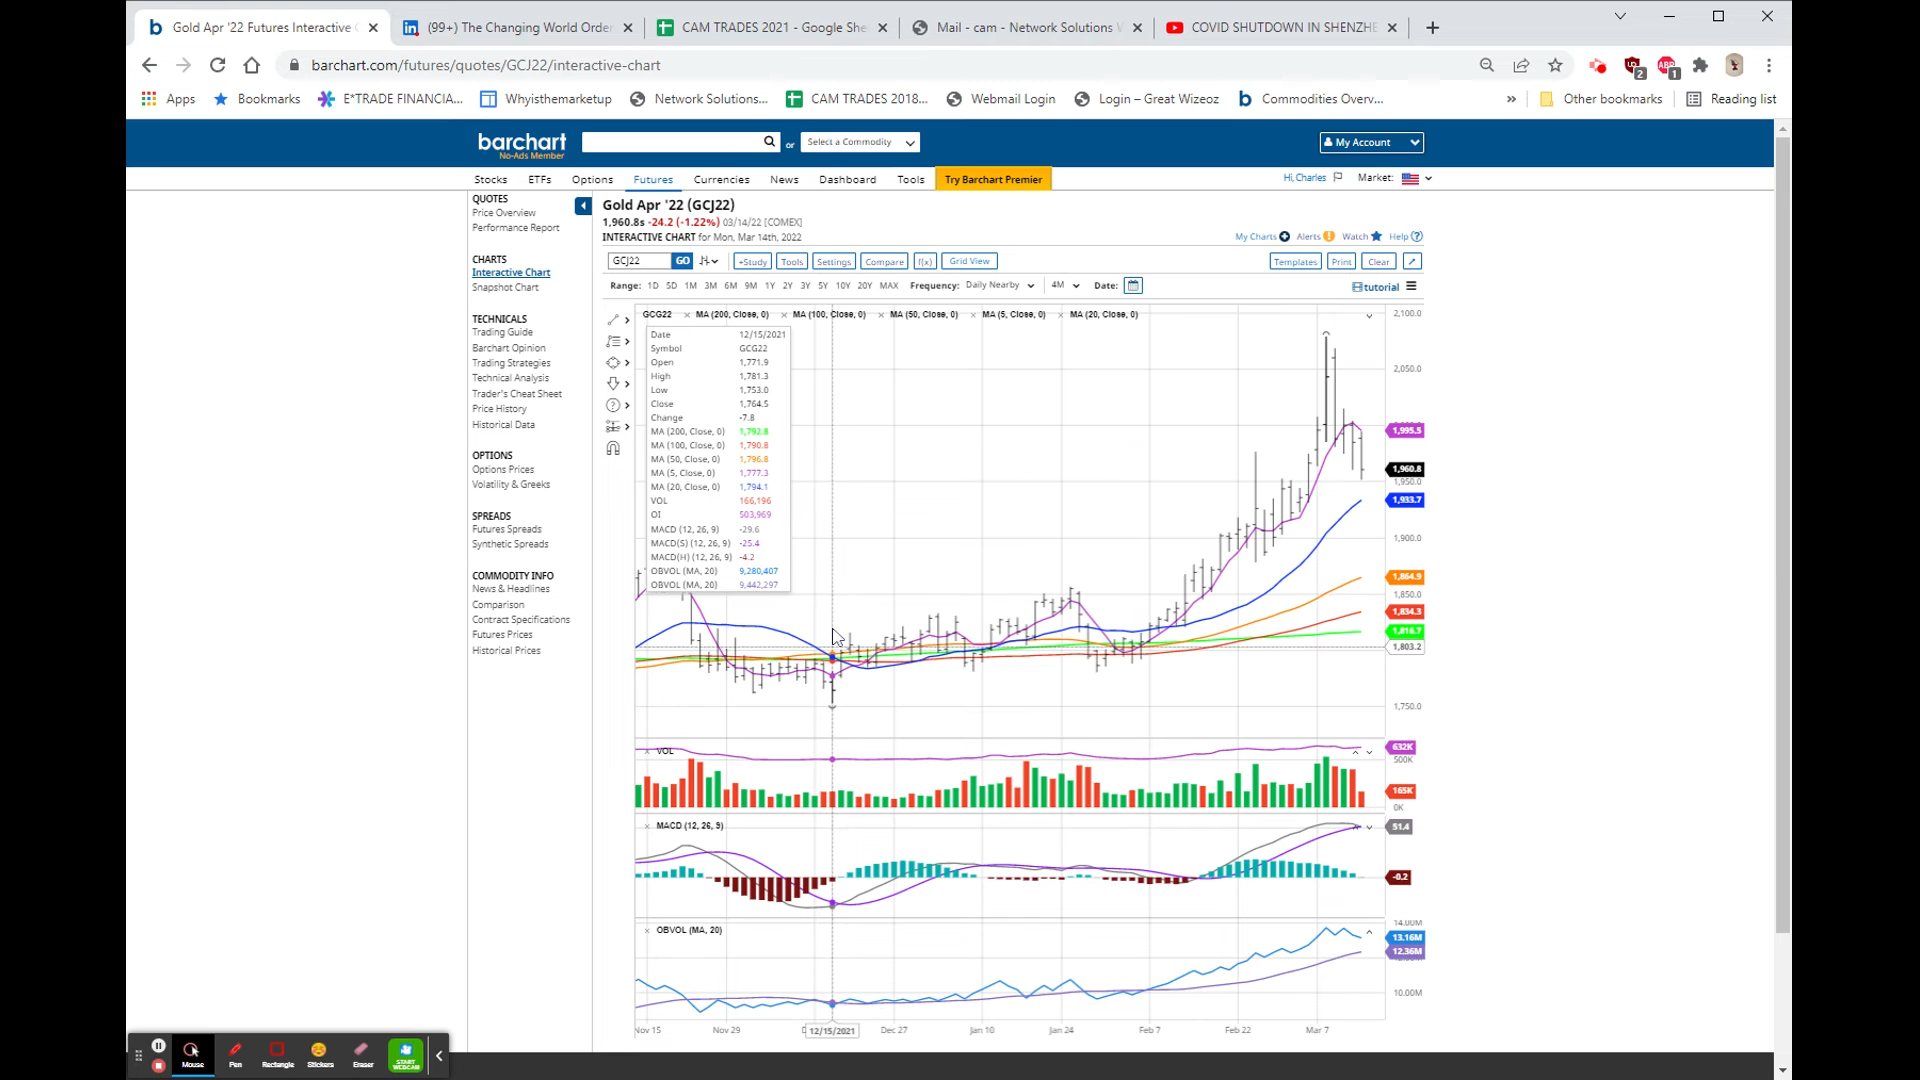 Gold Apr '22 Futures Interactive C
(99+) The Changing World Order
CAM TRADES 2021 - Google She
Mail - cam - Network Solutions W
COVID SHUTDOWN IN SHENZHE
barchart.com/futures/quotes/GCJ22/interactive-chart
2
1
Apps
Bookmarks
E*TRADE FINANCIA...
Whyisthemarketup
Network Solutions...
CAM TRADES 2018...
Webmail Login
Login – Great Wizeoz
Commodities Overv...
»
Other bookmarks
Reading list
barchart
No-Ads Member
or
Select a Commodity
My Account
Stocks
ETFs
Options
Futures
Currencies
News
Dashboard
Tools
Try Barchart Premier
Hi, Charles
Market:
QUOTES
Price Overview
Performance Report
CHARTS
Interactive Chart
Snapshot Chart
TECHNICALS
Trading Guide
Barchart Opinion
Trading Strategies
Technical Analysis
Trader's Cheat Sheet
Price History
Historical Data
OPTIONS
Options Prices
Volatility & Greeks
SPREADS
Futures Spreads
Synthetic Spreads
COMMODITY INFO
News & Headlines
Comparison
Contract Specifications
Futures Prices
Historical Prices
Gold Apr '22 (GCJ22)
1,960.8s -24.2 (-1.22%) 03/14/22 [COMEX]
INTERACTIVE CHART for Mon, Mar 14th, 2022
My Charts
Alerts
Watch
Help
GCJ22
GO
+Study
Tools
Settings
Compare
f(x)
Grid View
Templates
Print
Clear
Range: 1D 5D 1M 3M 6M 9M 1Y 2Y 3Y 5Y 10Y 20Y MAX
Frequency: Daily Nearby
4M
Date:
tutorial
GCG22
MA (200, Close, 0)
MA (100, Close, 0)
MA (50, Close, 0)
MA (5, Close, 0)
MA (20, Close, 0)
Date 12/15/2021
Symbol GCG22
Open 1,771.9
High 1,781.3
Low 1,753.0
Close 1,764.5
Change -7.8
MA (200, Close, 0) 1,792.8
MA (100, Close, 0) 1,790.8
MA (50, Close, 0) 1,796.8
MA (5, Close, 0) 1,777.3
MA (20, Close, 0) 1,794.1
VOL 166,196
OI 503,969
MACD (12, 26, 9) -29.6
MACD(S) (12, 26, 9) -25.4
MACD(H) (12, 26, 9) -4.2
OBVOL (MA, 20) 9,280,407
OBVOL (MA, 20) 9,442,297
2,100.0
2,050.0
1,995.5
1,960.8
1,950.0
1,933.7
1,900.0
1,864.9
1,850.0
1,834.3
1,816.7
1,803.2
1,750.0
VOL
632K
500K
165K
0K
MACD (12, 26, 9)
51.4
-0.2
OBVOL (MA, 20)
14.00M
13.16M
12.36M
10.00M
Nov 15
Nov 29
12/15/2021
Dec 27
Jan 10
Jan 24
Feb 7
Feb 22
Mar 7
Mouse
Pen
Rectangle
Stickers
Eraser
START WEBCAM